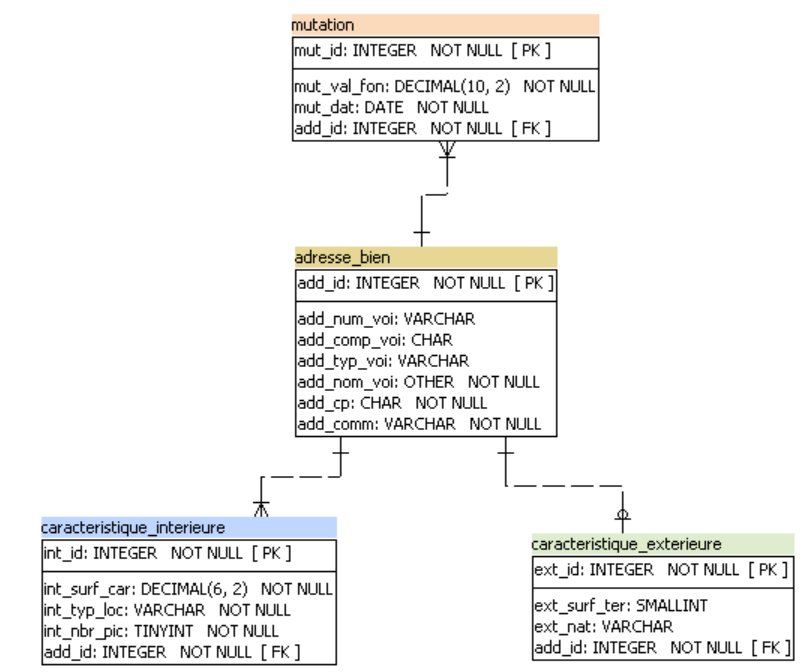 mutation
mut_id: INTEGER NOT NULL [ PK ]
mut_val_fon: DECIMAL(10, 2) NOT NULL
mut_dat: DATE NOT NULL
add_id: INTEGER NOT NULL [ FK ]
adresse_bien
add_id: INTEGER NOT NULL [ PK ]
add_num_voi: VARCHAR
add_comp_voi: CHAR
add_typ_voi: VARCHAR
add_nom_voi: OTHER NOT NULL
add_cp: CHAR NOT NULL
add_comm: VARCHAR NOT NULL
caracteristique_interieure
int_id: INTEGER NOT NULL [ PK ]
int_surf_car: DECIMAL(6, 2) NOT NULL
int_typ_loc: VARCHAR NOT NULL
int_nbr_pic: TINYINT NOT NULL
add_id: INTEGER NOT NULL [ FK ]
caracteristique_exterieure
ext_id: INTEGER NOT NULL [ PK ]
ext_surf_ter: SMALLINT
ext_nat: VARCHAR
add_id: INTEGER NOT NULL [ FK ]